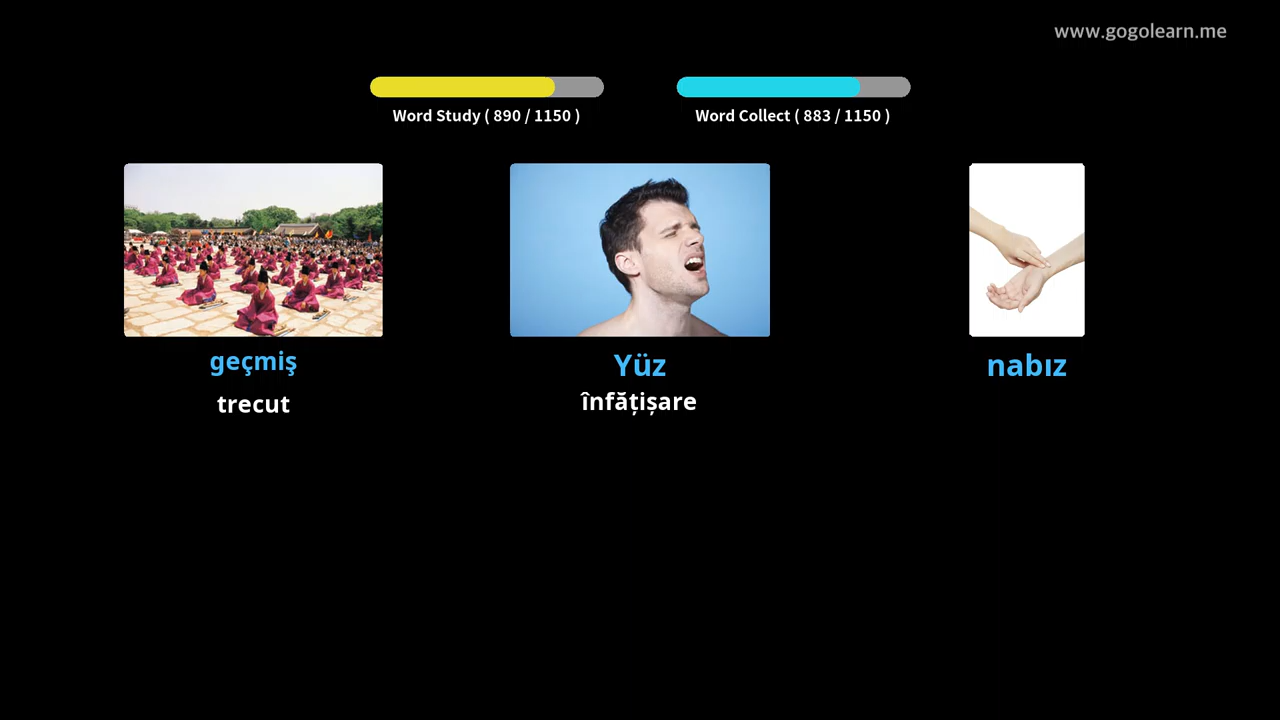 www.gogolearn.me
Word Study ( 890 / 1150 )
Word Collect ( 883 / 1150 )
geçmiş
trecut
Yüz
înfățișare
nabız